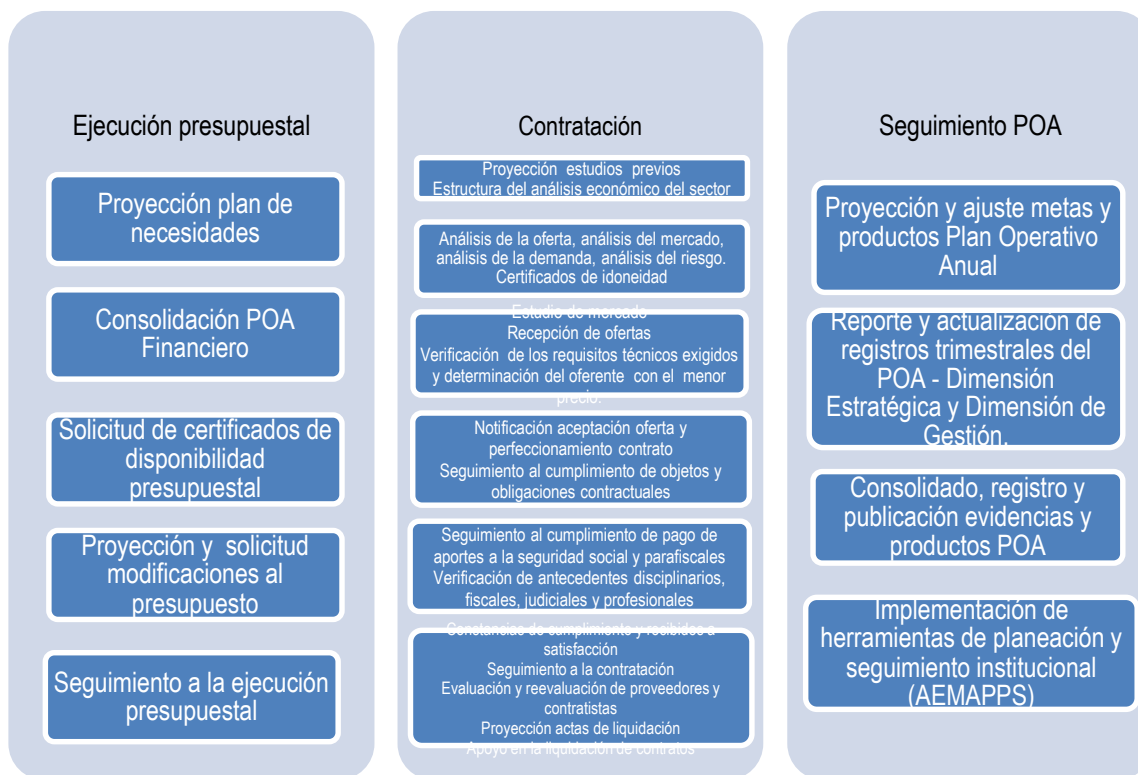 Ejecución presupuestal
Proyección plan de
necesidades
Consolidación POA
Financiero
Solicitud de certificados de
disponibilidad
presupuestal
Proyección y solicitud
modificaciones al
presupuesto
Seguimiento a la ejecución
presupuestal
Contratación
Proyección estudios previos
Estructura del análisis económico del sector
Análisis de la oferta, análisis del mercado,
análisis de la demanda, análisis del riesgo.
Certificados de idoneidad
Estudio de mercado
Recepción de ofertas
Verificación de los requisitos técnicos exigidos
y determinación del oferente con el menor
precio.
Notificación aceptación oferta y
perfeccionamiento contrato
Seguimiento al cumplimiento de objetos y
obligaciones contractuales
Seguimiento al cumplimiento de pago de
aportes a la seguridad social y parafiscales
Verificación de antecedentes disciplinarios,
fiscales, judiciales y profesionales
Constancias de cumplimiento y recibidos a
satisfacción
Seguimiento a la contratación
Evaluación y reevaluación de proveedores y
contratistas
Proyección actas de liquidación
Apoyo en la liquidación de contratos
Seguimiento POA
Proyección y ajuste metas y
productos Plan Operativo
Anual
Reporte y actualización de
registros trimestrales del
POA - Dimensión
Estratégica y Dimensión de
Gestión.
Consolidado, registro y
publicación evidencias y
productos POA
Implementación de
herramientas de planeación y
seguimiento institucional
(AEMAPPS)